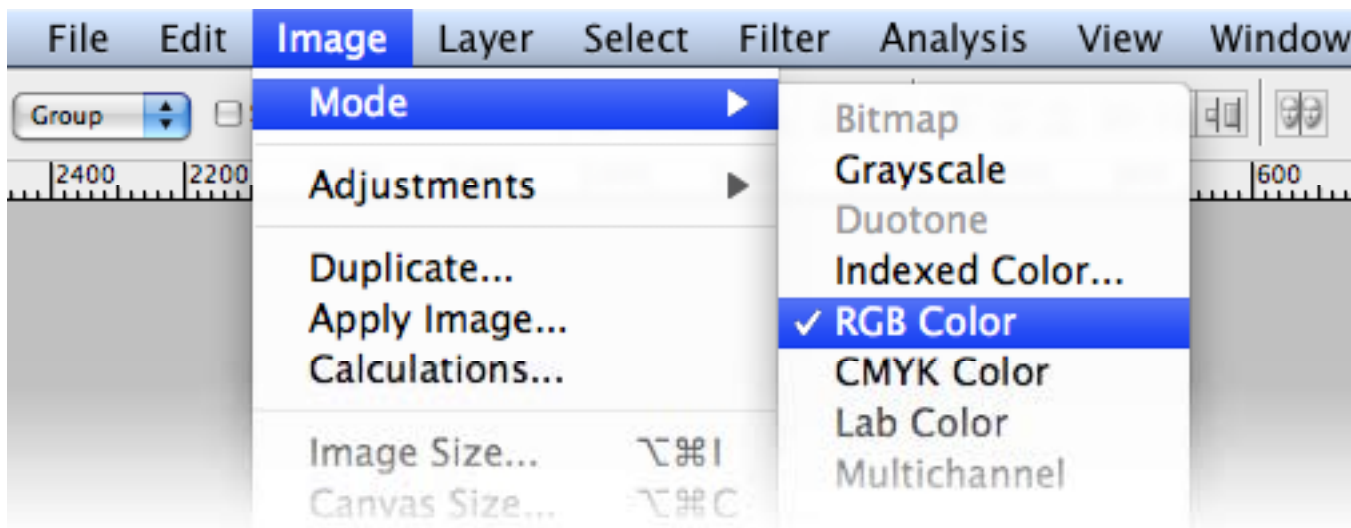 File Edit Image Layer Select Filter Analysis View Window
Group
2400 2200 600
Mode
Adjustments
Duplicate...
Apply Image...
Calculations...
Image Size... ⌥⌘I
Canvas Size... ⌥⌘C
Bitmap
Grayscale
Duotone
Indexed Color...
✓ RGB Color
CMYK Color
Lab Color
Multichannel